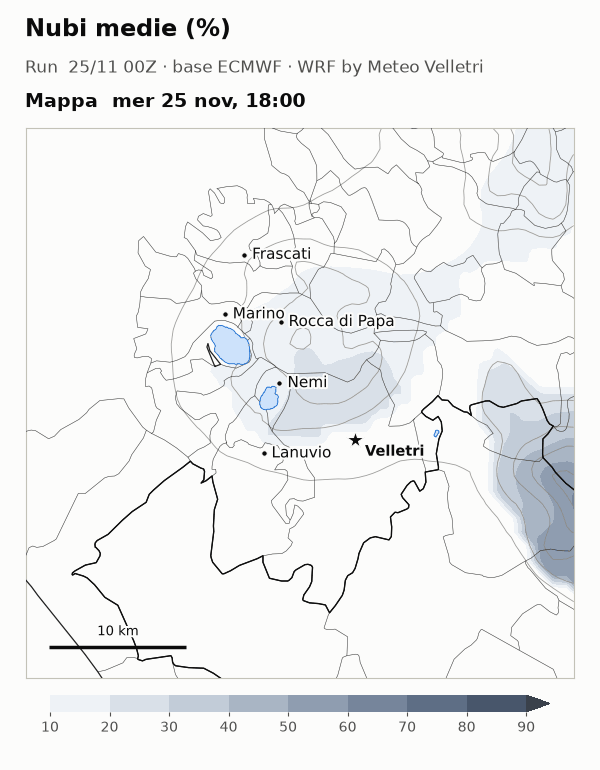 Nubi medie (%)
Run 25/11 00Z · base ECMWF · WRF by Meteo Velletri
Mappa mer 25 nov, 18:00
Frascati
Marino
Rocca di Papa
Nemi
Velletri
Lanuvio
10 km
10 20 30 40 50 60 70 80 90